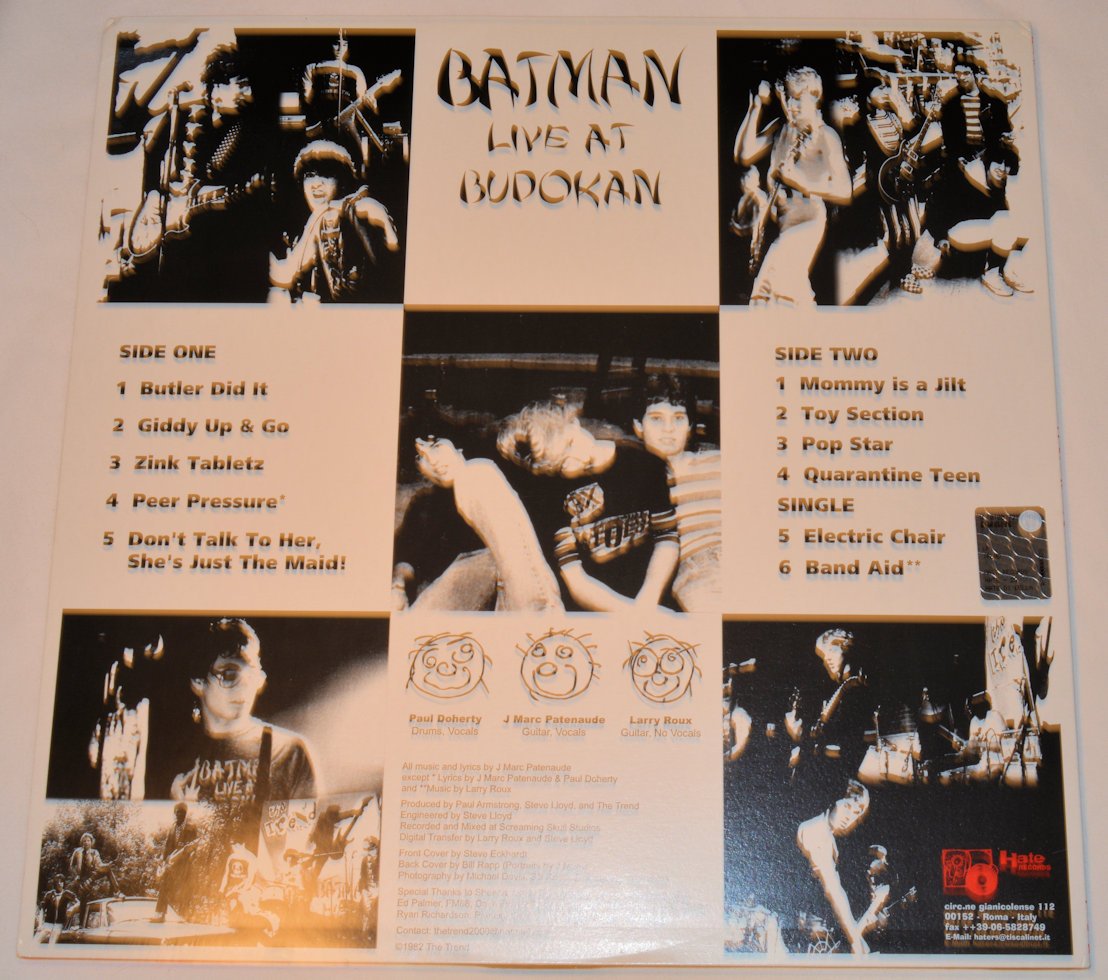 BATMAN
LIVE AT
BUDOKAN
SIDE ONE
1 Butler Did It
2 Giddy Up & Go
3 Zink Tabletz
4 Peer Pressure*
5 Don't Talk To Her,
She's Just The Maid!
SIDE TWO
1 Mommy is a Jilt
2 Toy Section
3 Pop Star
4 Quarantine Teen
SINGLE
5 Electric Chair
6 Band Aid**
Paul Doherty
Drums, Vocals
J Marc Patenaude
Guitar, Vocals
Larry Roux
Guitar, No Vocals
BATMA
LIVE A
All music and lyrics by J Marc Patenaude
except * Lyrics by J Marc Patenaude & Paul Doherty
and **Music by Larry Roux
Produced by Paul Armstrong, Steve Lloyd, and The Trend
Engineered by Steve Lloyd
Recorded and Mixed at Screaming Skull Studios
Digital Transfer by Larry Roux and Steve Lloyd
Front Cover by Steve Eckhardt
Back Cover by Bill Rapp (Portraits by J
Photography by Michael
Special Thanks to
Ed Palmer, FM88,
Ryan Richardson,
Contact:
©1982 The Trend
Hate
RECORDS
circ.ne gianicolense 112
00152 - Roma - Italy
fax ++39-06-5828749
E-Mail: haters@tiscalinet.it